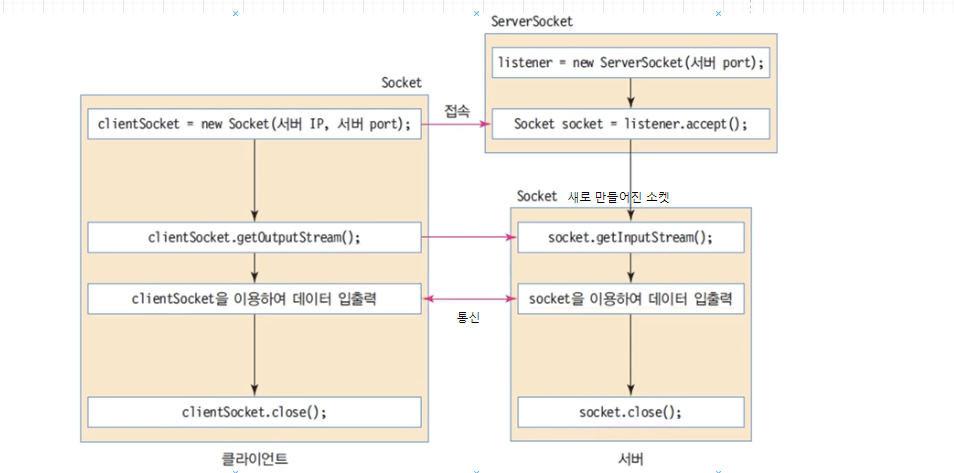 ServerSocket
listener = new ServerSocket(서버 port);
Socket
clientSocket = new Socket(서버 IP, 서버 port);
접속
Socket socket = listener.accept();
Socket 새로 만들어진 소켓
clientSocket.getOutputStream();
socket.getInputStream();
clientSocket을 이용하여 데이터 입출력
socket을 이용하여 데이터 입출력
통신
clientSocket.close();
socket.close();
클라이언트
서버